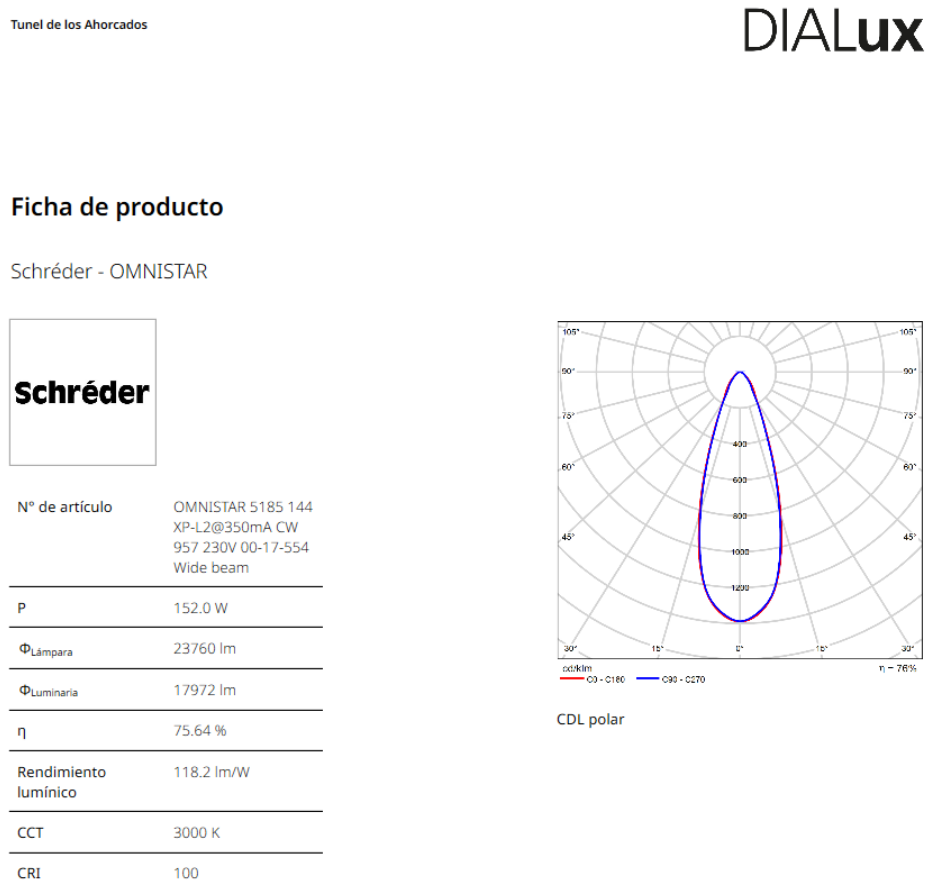 Tunel de los Ahorcados
DIALux
Ficha de producto
Schréder - OMNISTAR
Schréder
N° de artículo
OMNISTAR 5185 144
XP-L2@350mA CW
957 230V 00-17-554
Wide beam
P
152.0 W
ΦLámpara
23760 lm
ΦLuminaria
17972 lm
η
75.64 %
Rendimiento
lumínico
118.2 lm/W
CCT
3000 K
CRI
100
105°
105°
90°
90°
75°
75°
60°
60°
45°
45°
400
600
800
1000
1200
30°
15°
0°
15°
30°
cd/klm
η = 76%
C0 - C180
C90 - C270
CDL polar